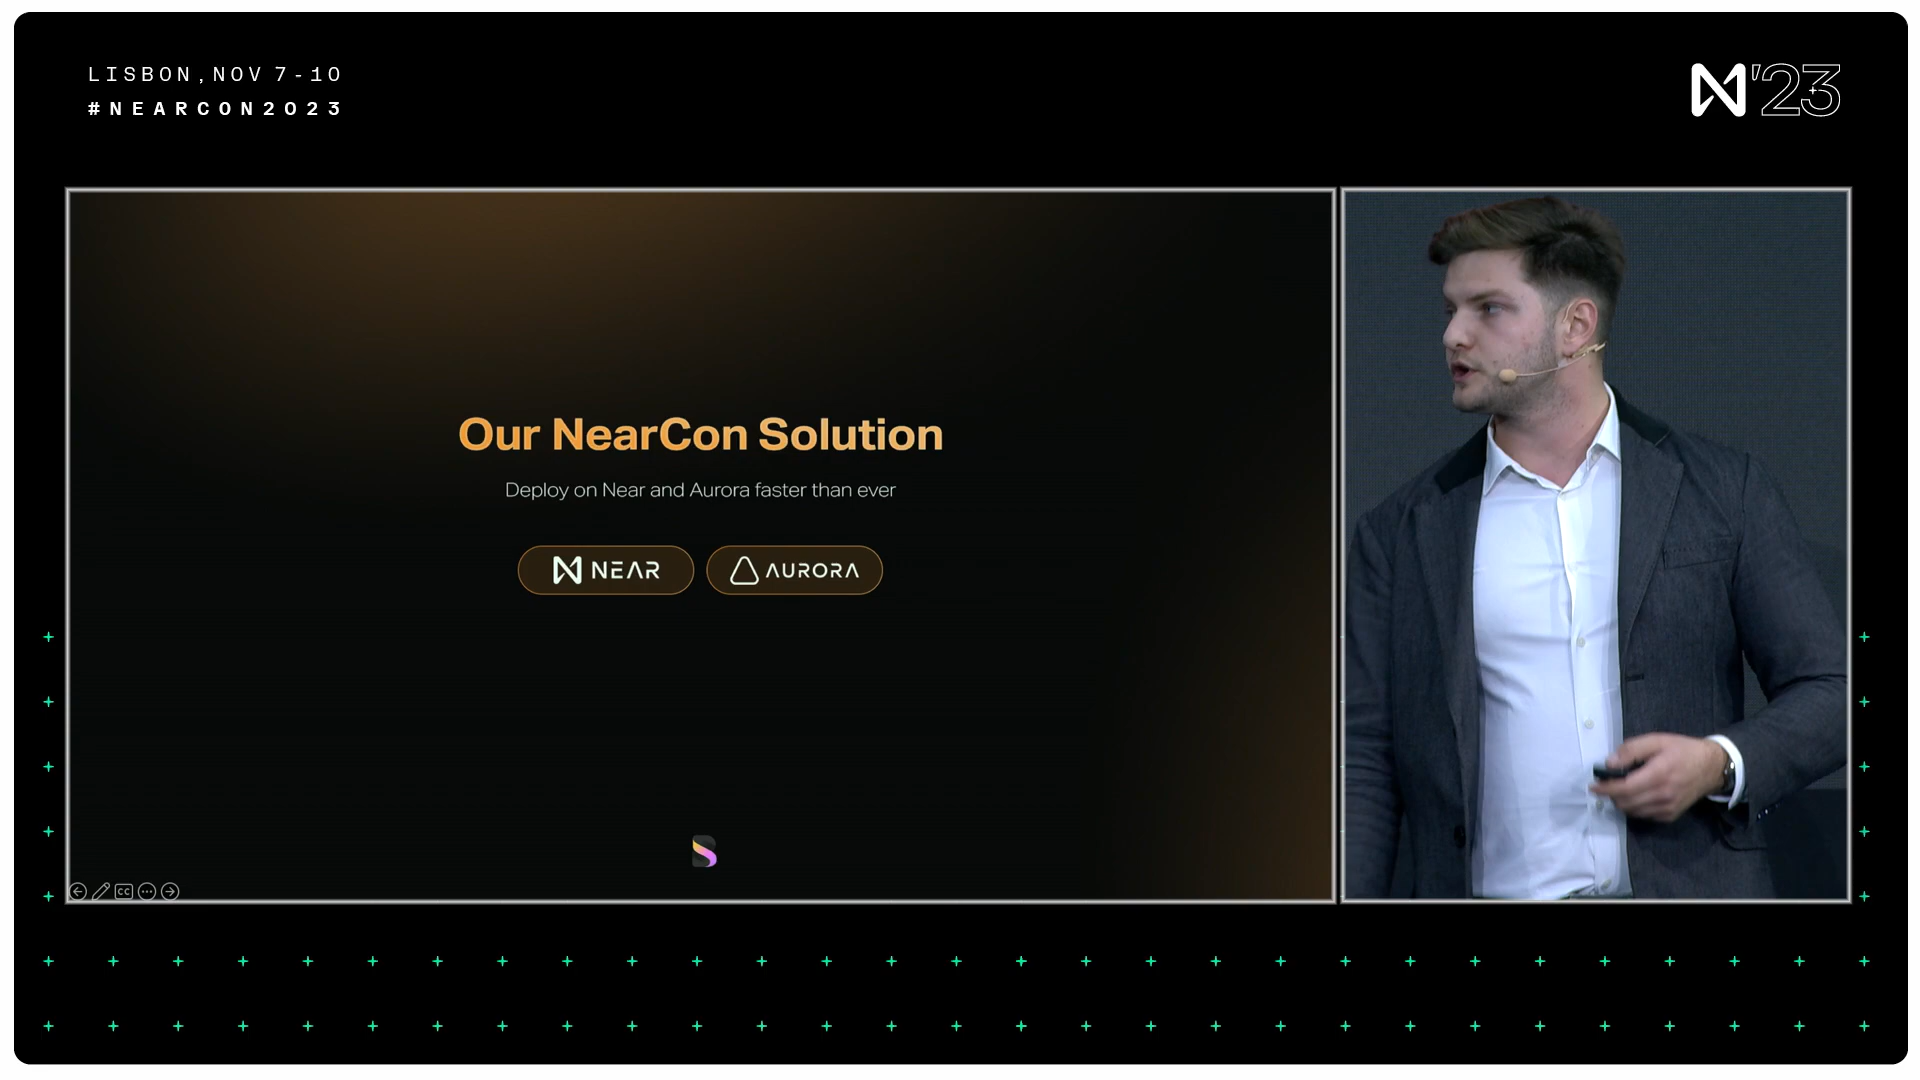 LISBON, NOV 7-10
#NEARCON2023
N'23
Our NearCon Solution
Deploy on Near and Aurora faster than ever
NEAR
AURORA
CC